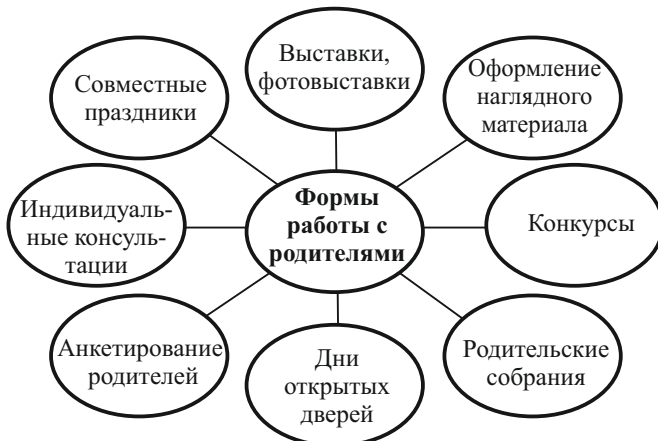 Выставки,
фотовыставки
Совместные
праздники
Оформление
наглядного
материала
Индивидуаль-
ные консуль-
тации
Формы
работы с
родителями
Конкурсы
Анкетирование
родителей
Дни
открытых
дверей
Родительские
собрания